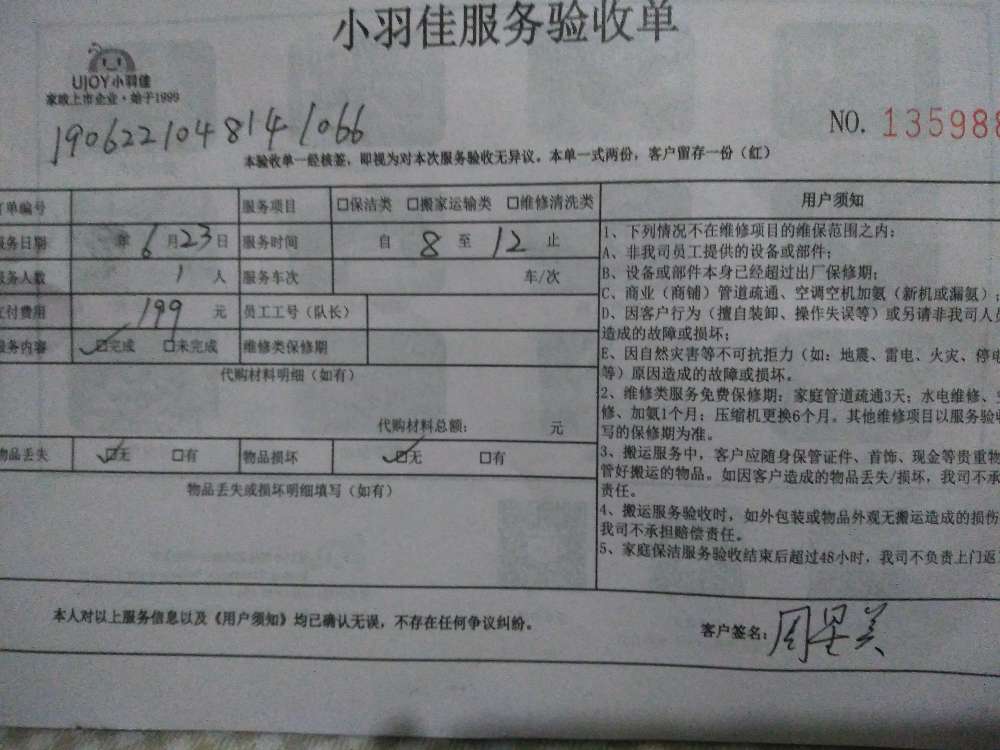 小羽佳服务验收单
UJOY小羽佳
家政上市企业·始于1999
1906221048141066
NO. 135988
本验收单一经核签,即视为对本次服务验收无异议。本单一式两份,客户留存一份(红)
订单编号 服务项目 □保洁类 □搬家运输类 □维修清洗类
服务日期 年 6 月 23 日 服务时间 自 8 至 12 止
服务人数 1 人 服务车次 车/次
支付费用 199 元 员工工号(队长)
服务内容 ☑完成 □未完成 维修类保修期
代购材料明细(如有)
代购材料总额: 元
物品丢失 ☑无 □有 物品损坏 ☑无 □有
物品丢失或损坏明细填写(如有)
用户须知
1、下列情况不在维修项目的维保范围之内:
A、非我司员工提供的设备或部件;
B、设备或部件本身已经超过出厂保修期;
C、商业(商铺)管道疏通、空调空机加氨(新机或漏氨);
D、因客户行为(擅自装卸、操作失误等)或另请非我司人员
造成的故障或损坏;
E、因自然灾害等不可抗拒力(如:地震、雷电、火灾、停电
等)原因造成的故障或损坏。
2、维修类服务免费保修期:家庭管道疏通3天;水电维修、
修、加氨1个月;压缩机更换6个月。其他维修项目以服务验收
写的保修期为准。
3、搬运服务中,客户应随身保管证件、首饰、现金等贵重物
管好搬运的物品。如因客户造成的物品丢失/损坏,我司不承
责任。
4、搬运服务验收时,如外包装或物品外观无搬运造成的损伤
我司不承担赔偿责任。
5、家庭保洁服务验收结束后超过48小时,我司不负责上门返
本人对以上服务信息以及《用户须知》均已确认无误,不存在任何争议纠纷。
客户签名: 周星美